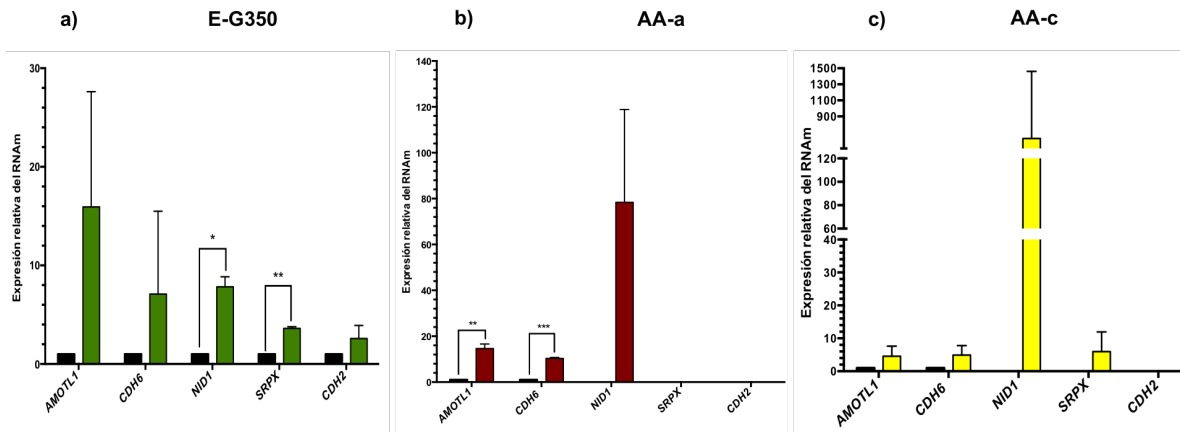 a) E-G350
Expresión relativa del RNAm
30
20
10
0
*
**
AMOTL1
CDH6
NID1
SRPX
CDH2
b) AA-a
Expresión relativa del RNAm
140
120
100
80
60
40
20
0
**
***
AMOTL1
CDH6
NID1
SRPX
CDH2
c) AA-c
Expresión relativa del RNAm
1500
1300
1100
900
120
100
80
60
40
30
20
10
0
AMOTL1
CDH6
NID1
SRPX
CDH2